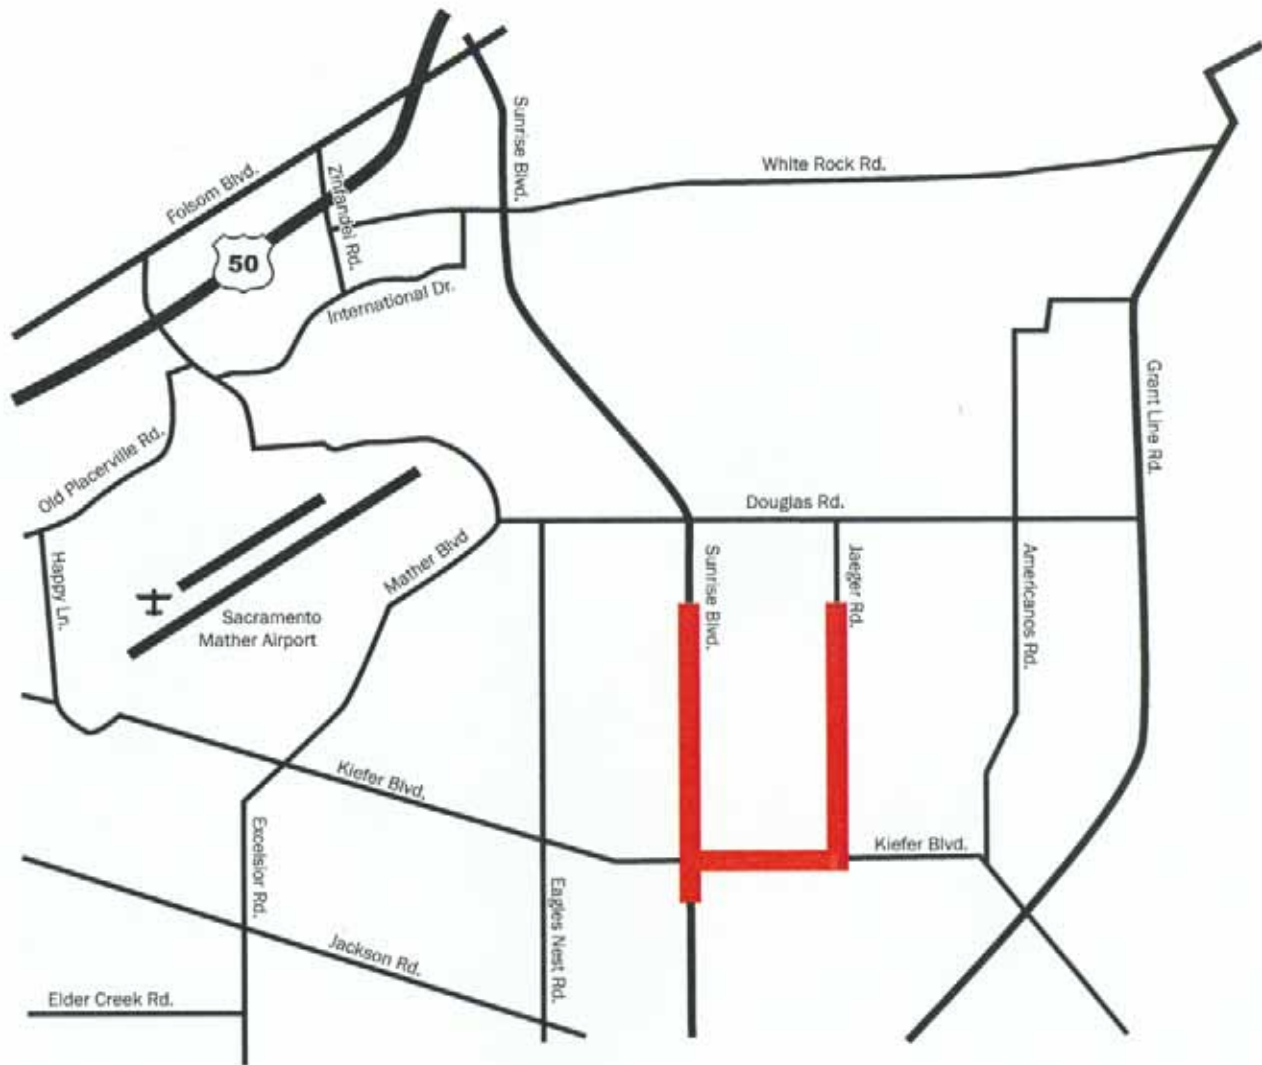 Sunrise Blvd.
White Rock Rd.
Folsom Blvd.
Zinfandel Rd.
50
International Dr.
Grant Line Rd.
Old Placerville Rd.
Douglas Rd.
Happy Ln.
Mather Blvd
Sunrise Blvd.
Jaeger Rd.
Americanos Rd.
Sacramento
Mather Airport
Kiefer Blvd.
Excelsior Rd.
Kiefer Blvd.
Eagles Nest Rd.
Jackson Rd.
Elder Creek Rd.